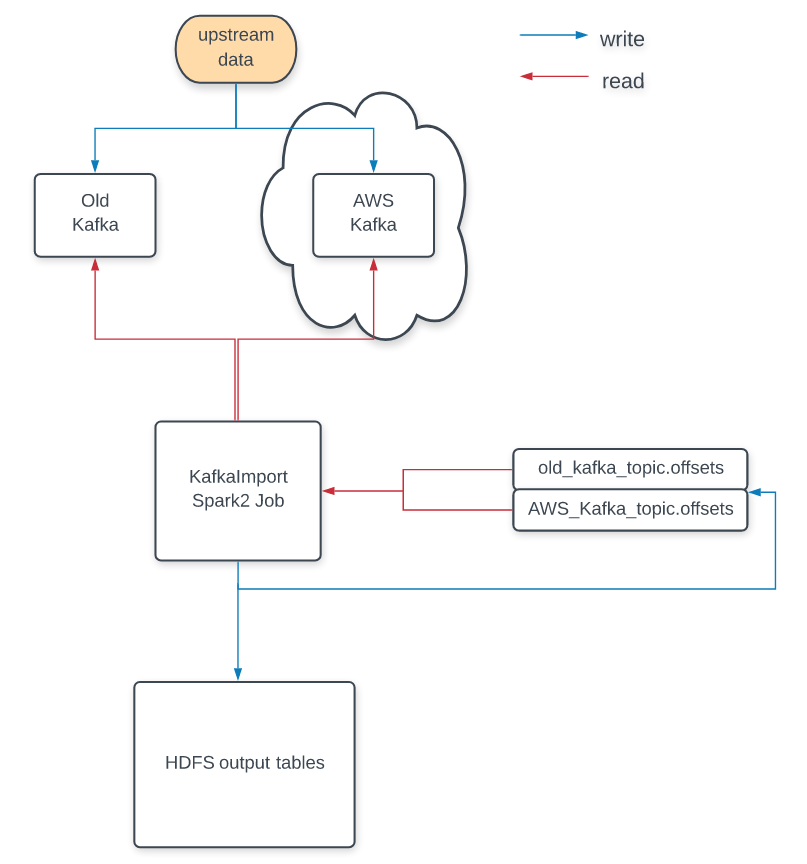 upstream
data
write
read
Old
Kafka
AWS
Kafka
KafkaImport
Spark2 Job
old_kafka_topic.offsets
AWS_Kafka_topic.offsets
HDFS output tables